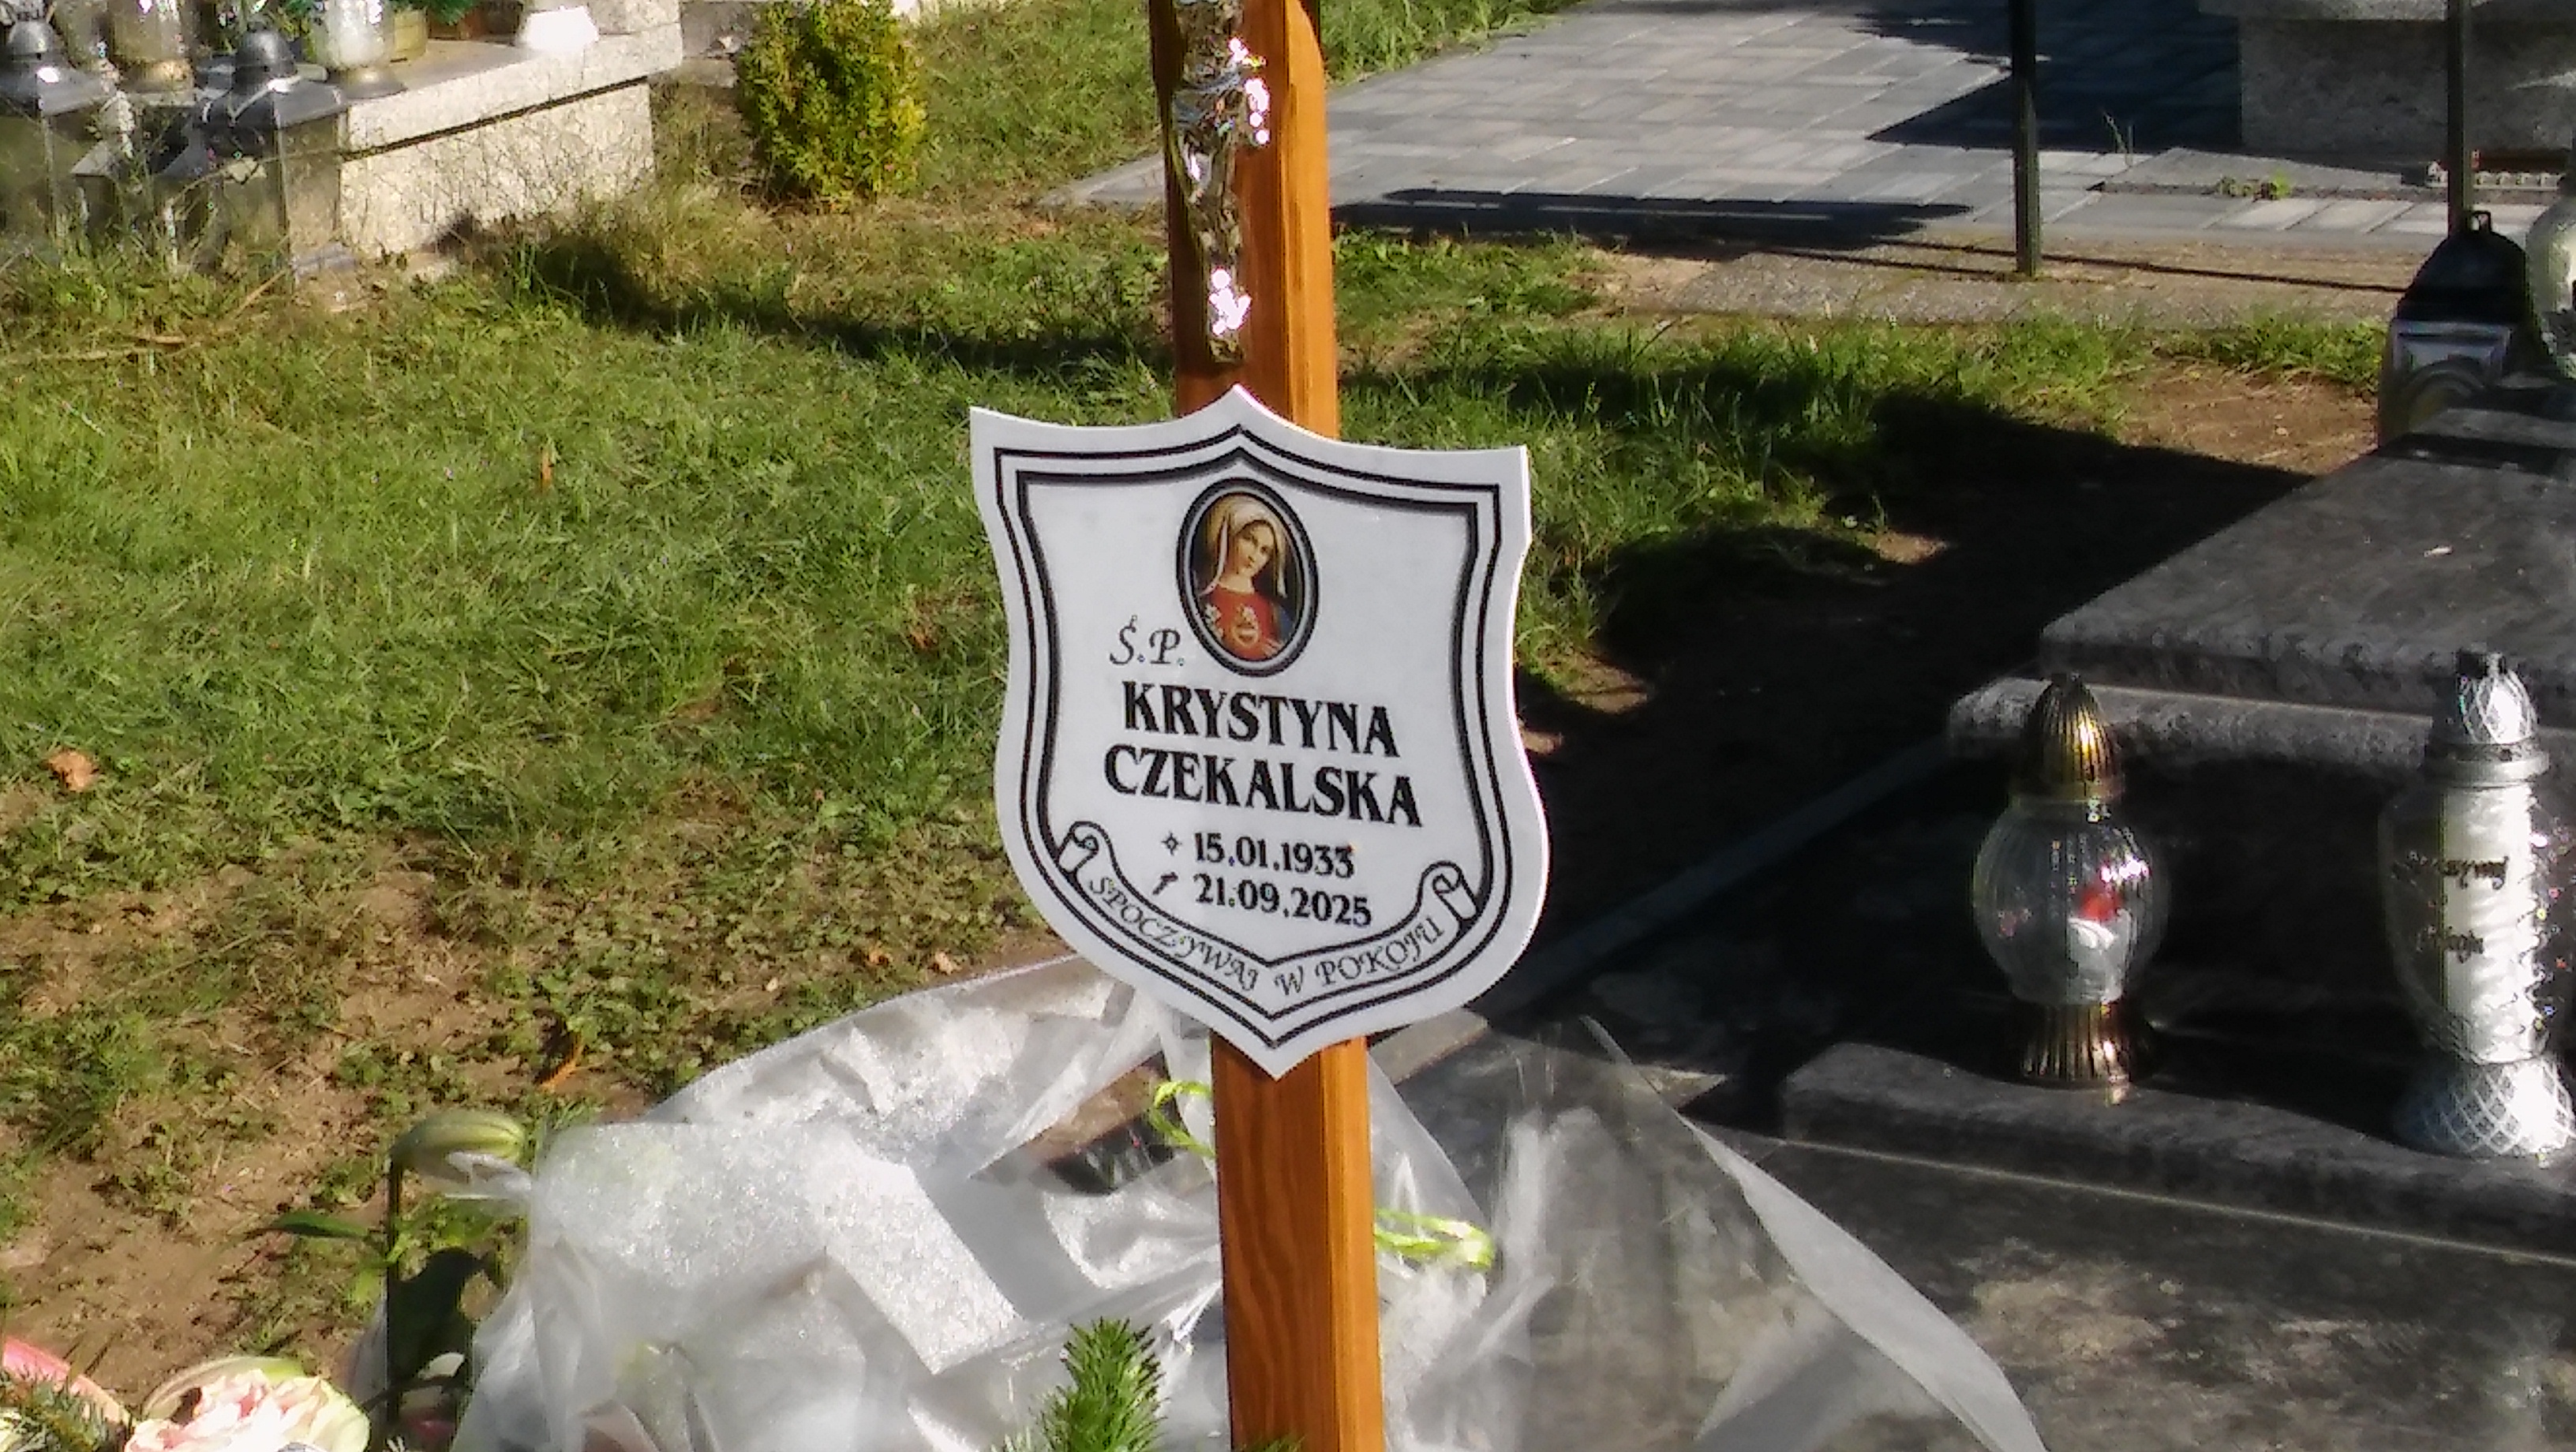 Ś.P.
KRYSTYNA
CZEKALSKA
15.01.1933
21.09.2025
SPOCZYWAJ W POKOJU